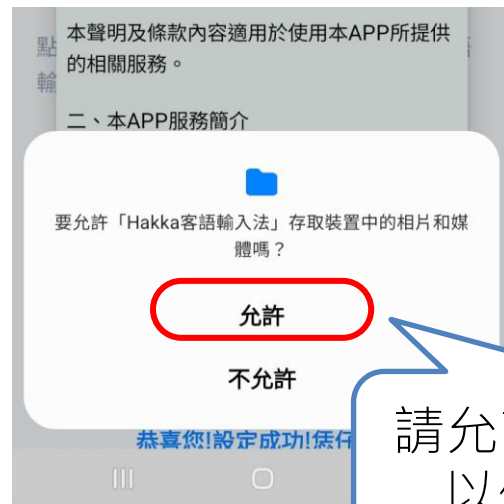 本聲明及條款內容適用於使用本APP所提供
的相關服務。
二、本APP服務簡介
要允許「Hakka客語輸入法」存取裝置中的相片和媒
體嗎？
允許
不允許
恭喜您!設定成功!恁仔
請允
以